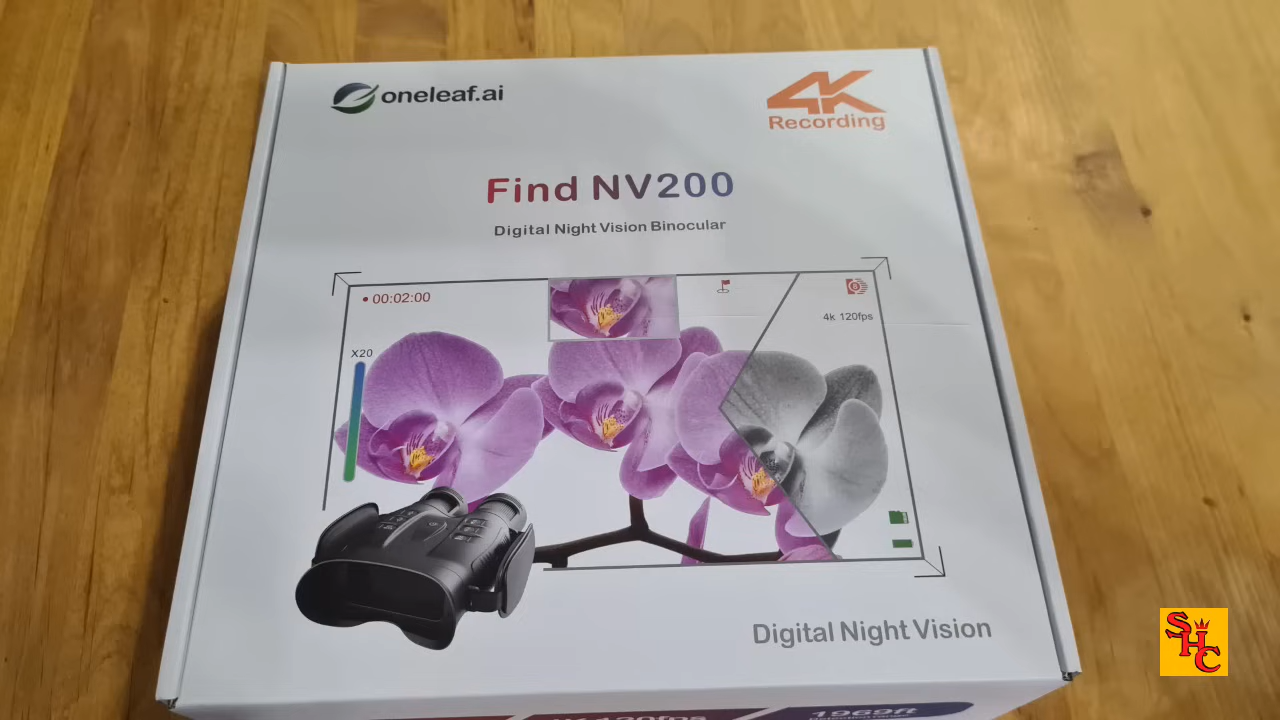 oneleaf.ai
4K
Recording
Find NV200
Digital Night Vision Binocular
00:02:00
4k 120fps
X20
Digital Night Vision
SHC
1969ft